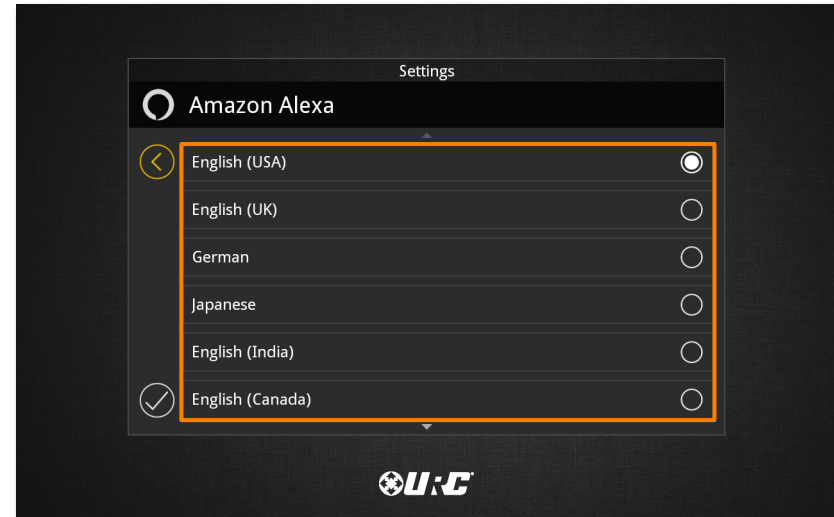 Settings
Amazon Alexa
English (USA)
English (UK)
German
Japanese
English (India)
English (Canada)
URC